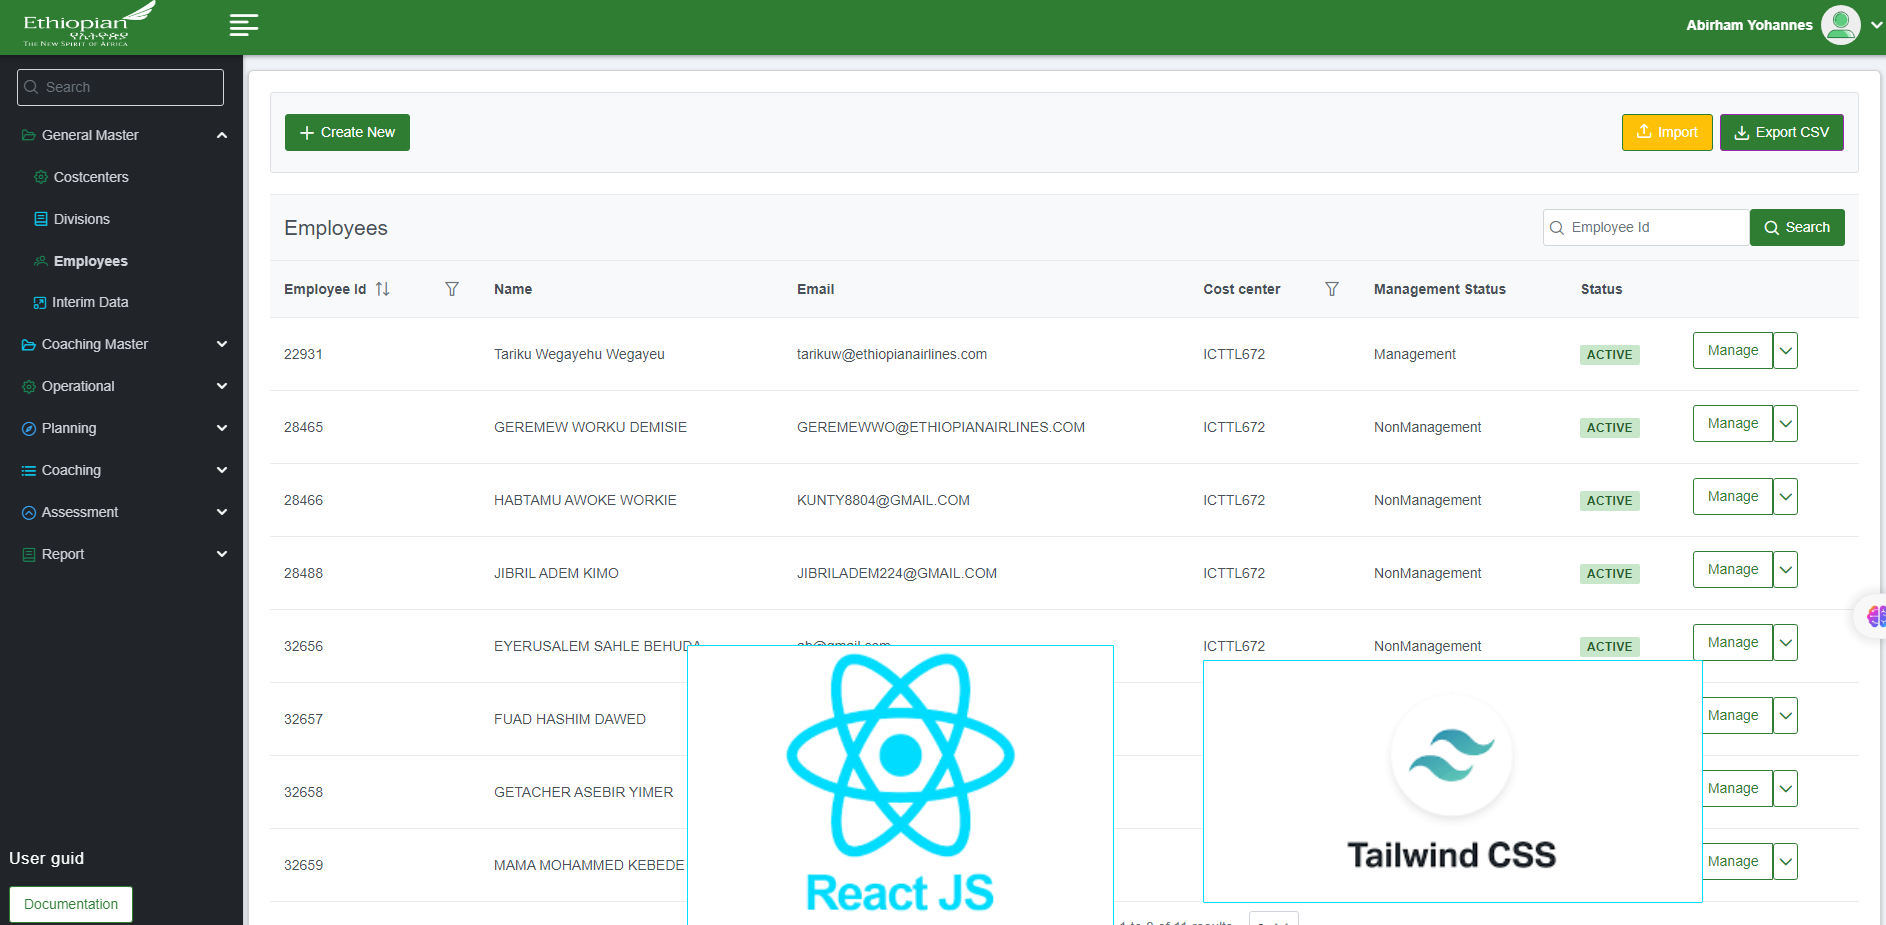 Ethiopian
THE NEW SPIRIT OF AFRICA
Abirham Yohannes
Search
General Master
Costcenters
Divisions
Employees
Interim Data
Coaching Master
Operational
Planning
Coaching
Assessment
Report
User guid
Documentation
Create New
Import
Export CSV
Employees
Employee Id
Search
Employee Id Name Email Cost center Management Status Status
22931 Tariku Wegayehu Wegayeu tarikuw@ethiopianairlines.com ICTTL672 Management ACTIVE Manage
28465 GEREMEW WORKU DEMISIE GEREMEWWO@ETHIOPIANAIRLINES.COM ICTTL672 NonManagement ACTIVE Manage
28466 HABTAMU AWOKE WORKIE KUNTY8804@GMAIL.COM ICTTL672 NonManagement ACTIVE Manage
28488 JIBRIL ADEM KIMO JIBRILADEM224@GMAIL.COM ICTTL672 NonManagement ACTIVE Manage
32656 EYERUSALEM SAHLE ICTTL672 NonManagement ACTIVE Manage
32657 FUAD HASHIM DAWED Manage
32658 GETACHER ASEBIR YIMER Manage
32659 MAMA MOHAMMED KEBEDE Manage
React JS
Tailwind CSS